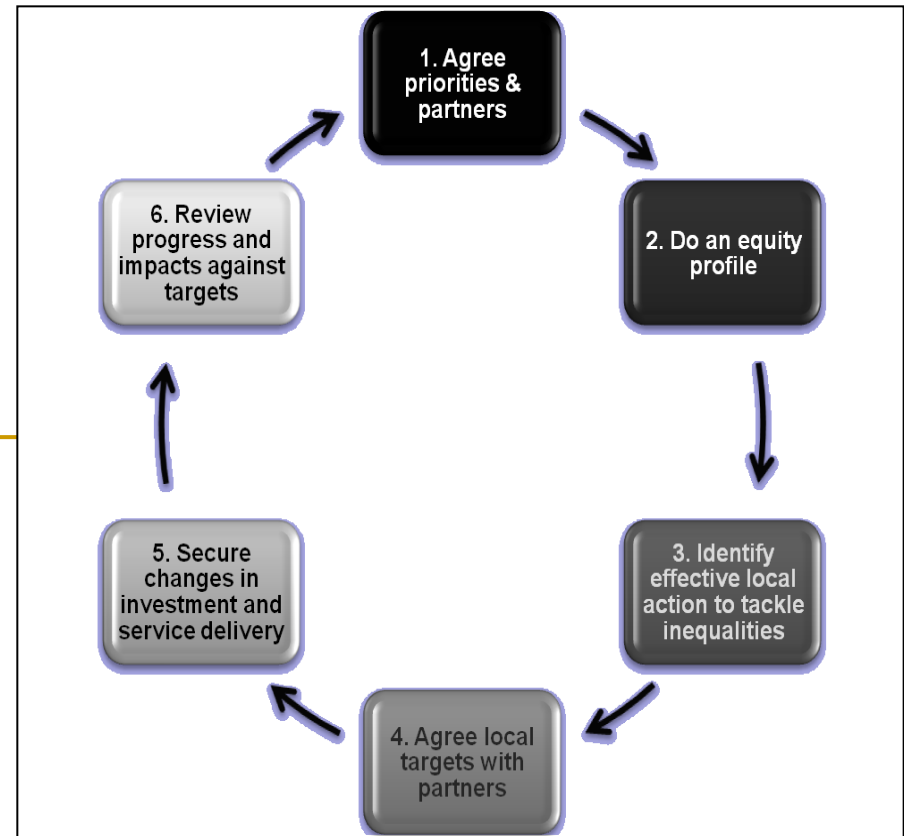 1. Agree
priorities &
partners
2. Do an equity
profile
3. Identify
effective local
action to tackle
inequalities
4. Agree local
targets with
partners
5. Secure
changes in
investment and
service delivery
6. Review
progress and
impacts against
targets